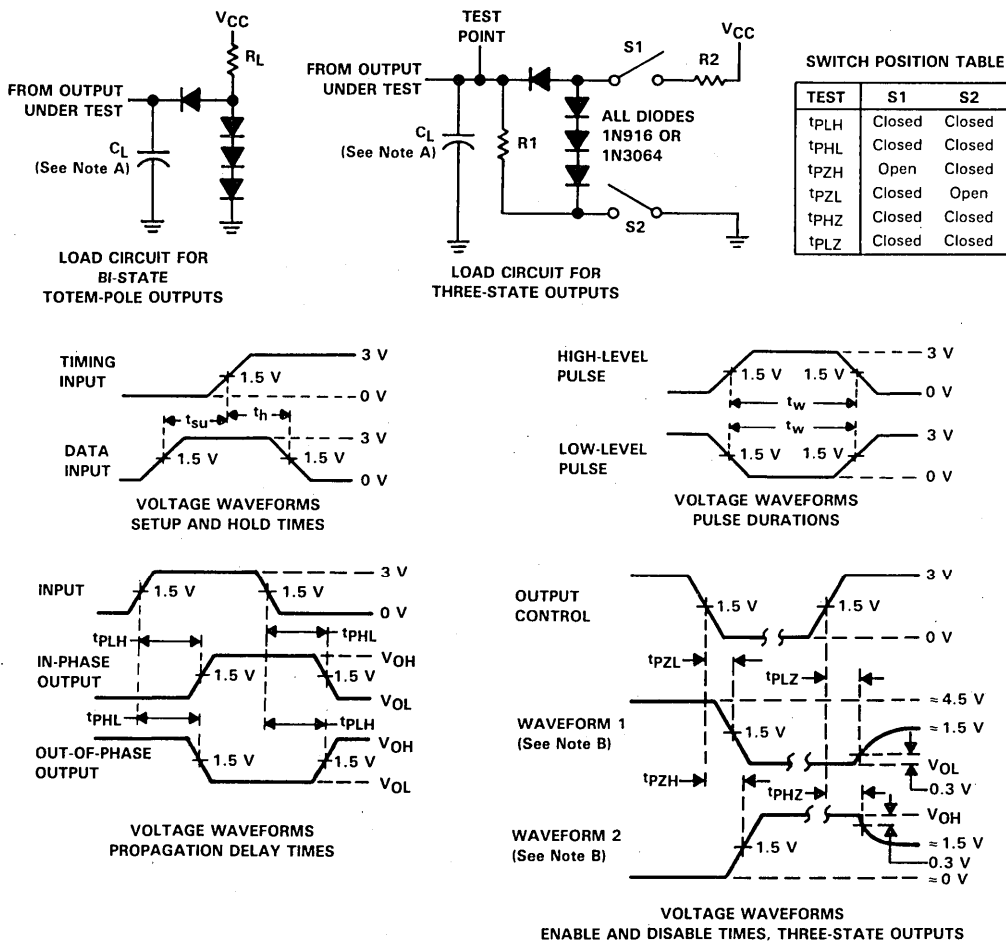 VCC
RL
FROM OUTPUT
UNDER TEST
CL
(See Note A)
LOAD CIRCUIT FOR
BI-STATE
TOTEM-POLE OUTPUTS
TEST
POINT
S1
R2
VCC
FROM OUTPUT
UNDER TEST
CL
(See Note A)
R1
ALL DIODES
1N916 OR
1N3064
S2
LOAD CIRCUIT FOR
THREE-STATE OUTPUTS
SWITCH POSITION TABLE
TEST S1 S2
tPLH Closed Closed
tPHL Closed Closed
tPZH Open Closed
tPZL Closed Open
tPHZ Closed Closed
tPLZ Closed Closed
TIMING
INPUT
3 V
1.5 V
0 V
tsu th
DATA
INPUT
3 V
1.5 V 1.5 V
0 V
VOLTAGE WAVEFORMS
SETUP AND HOLD TIMES
HIGH-LEVEL
PULSE
3 V
1.5 V 1.5 V
0 V
tw
tw
LOW-LEVEL
PULSE
3 V
1.5 V 1.5 V
0 V
VOLTAGE WAVEFORMS
PULSE DURATIONS
INPUT
3 V
1.5 V 1.5 V
0 V
tPLH tPHL
IN-PHASE
OUTPUT
VOH
1.5 V 1.5 V
VOL
tPHL tPLH
OUT-OF-PHASE
OUTPUT
VOH
1.5 V 1.5 V
VOL
VOLTAGE WAVEFORMS
PROPAGATION DELAY TIMES
OUTPUT
CONTROL
3 V
1.5 V 1.5 V
0 V
tPZL
tPLZ
≈ 4.5 V
WAVEFORM 1
(See Note B)
1.5 V
≈ 1.5 V
VOL
0.3 V
tPZH
tPHZ
VOH
WAVEFORM 2
(See Note B)
1.5 V
≈ 1.5 V
0.3 V
≈ 0 V
VOLTAGE WAVEFORMS
ENABLE AND DISABLE TIMES, THREE-STATE OUTPUTS